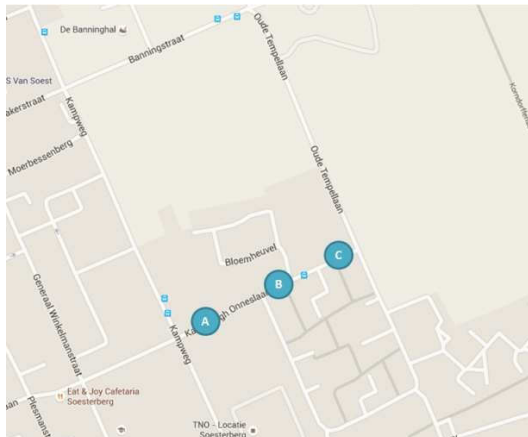 De Banninghal
Banningstraat
Oude Tempellaan
S Van Soest
akerstraat
Kampweg
Moerbessenberg
Oude Tempellaan
Bloemheuvel
C
B
A
Generaal Winkelmanstraat
Kampweg
Eat & Joy Cafetaria
Soesterberg
Plesmanst
TNO - Locatie
Soesterberg